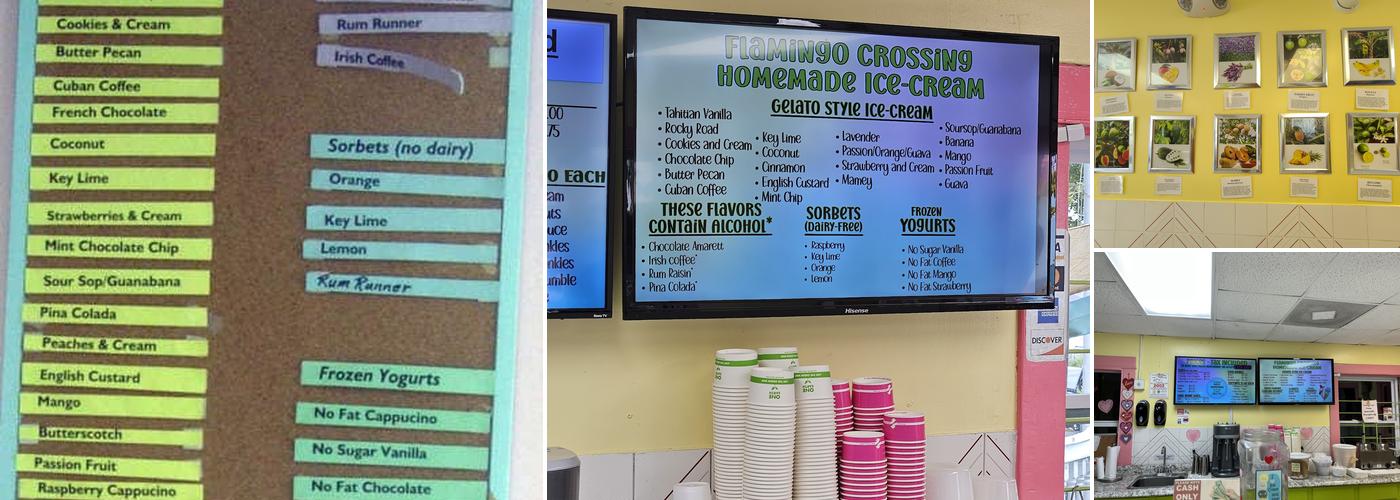 Cookies & Cream
Butter Pecan
Cuban Coffee
French Chocolate
Coconut
Key Lime
Strawberries & Cream
Mint Chocolate Chip
Sour Sop/Guanabana
Pina Colada
Peaches & Cream
English Custard
Mango
Butterscotch
Passion Fruit
Raspberry Cappucino
Rum Runner
Irish Coffee
Sorbets (no dairy)
Orange
Key Lime
Lemon
Rum Runner
Frozen Yogurts
No Fat Cappucino
No Sugar Vanilla
No Fat Chocolate
d
.00
.75
O EACH
FLAMINGO CROSSING
HOMEMADE ICE-CREAM
GELATO STYLE ICE-CREAM
• Tahitian Vanilla
• Rocky Road
• Cookies and Cream
• Chocolate Chip
• Butter Pecan
• Cuban Coffee
• Key Lime
• Coconut
• Cinnamon
• English Custard
• Mint Chip
• Lavender
• Passion/Orange/Guava
• Strawberry and Cream
• Mamey
• Soursop/Guanabana
• Banana
• Mango
• Passion Fruit
• Guava
THESE FLAVORS
CONTAIN ALCOHOL*
• Chocolate Amarett
• Irish Coffee*
• Rum Raisin*
• Pina Colada*
SORBETS
(DAIRY-FREE)
• Raspberry
• Key Lime
• Orange
• Lemon
FROZEN
YOGURTS
• No Sugar Vanilla
• No Fat Coffee
• No Fat Mango
• No Fat Strawberry
Hisense
Roku TV
DISCOVER
CASH
ONLY